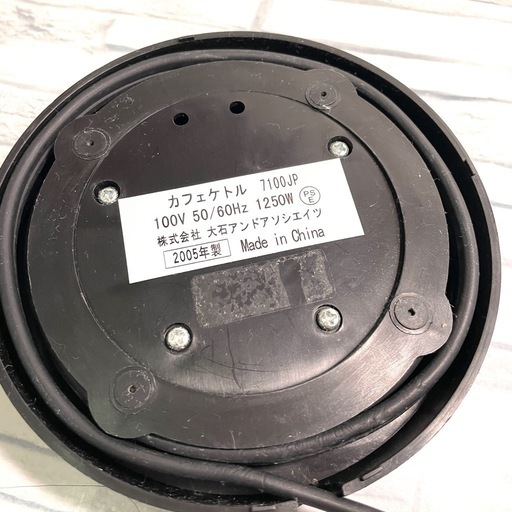 カフェケトル 7100JP
100V 50/60Hz 1250W PSE
株式会社 大石アンドアソシエイツ
2005年製 Made in China